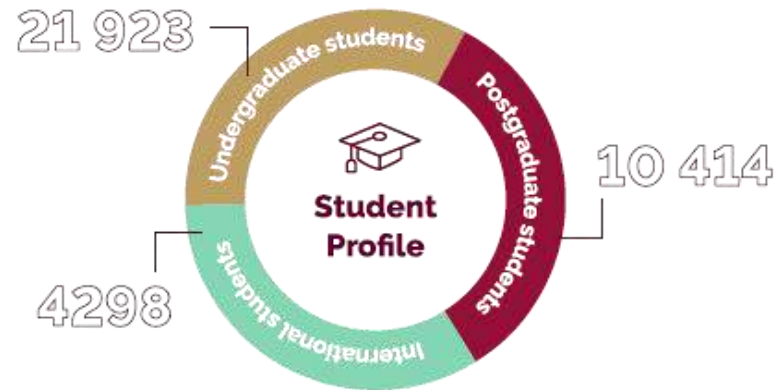 21 923
Undergraduate students
Postgraduate students
10 414
Student
Profile
International students
4298